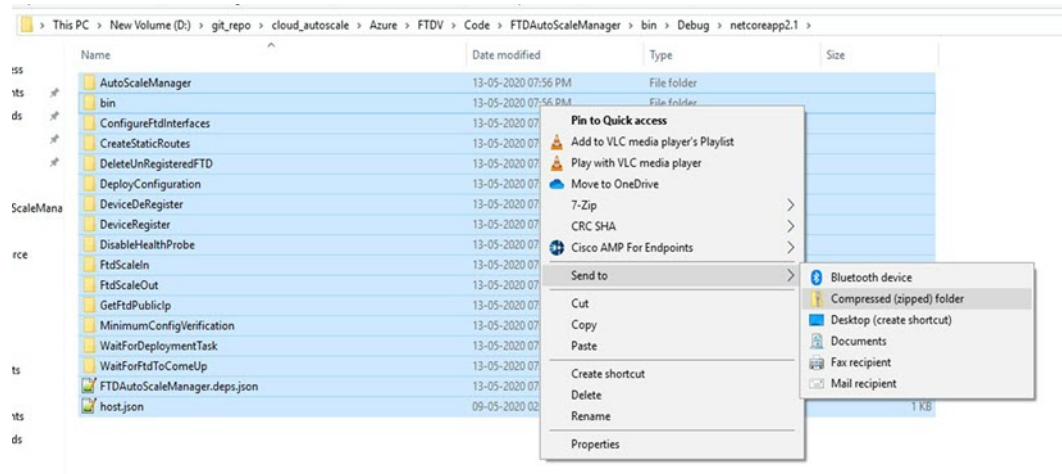 This PC > New Volume (D:) > git_repo > cloud_autoscale > Azure > FTDV > Code > FTDAutoScaleManager > bin > Debug > netcoreapp2.1 >
Name Date modified Type Size
AutoScaleManager 13-05-2020 07:56 PM File folder
bin 13-05-2020 07:56 PM File folder
ConfigureFtdInterfaces 13-05-2020 07
CreateStaticRoutes 13-05-2020 07
DeleteUnRegisteredFTD 13-05-2020 07
DeployConfiguration 13-05-2020 07
DeviceDeRegister 13-05-2020 07
DeviceRegister 13-05-2020 07
DisableHealthProbe 13-05-2020 07
FtdScaleIn 13-05-2020 07
FtdScaleOut 13-05-2020 07
GetFtdPublicIp 13-05-2020 07
MinimumConfigVerification 13-05-2020 07
WaitForDeploymentTask 13-05-2020 07
WaitForFtdToComeUp 13-05-2020 07
FTDAutoScaleManager.deps.json 13-05-2020 07
host.json 09-05-2020 02 1 KB
ess
nts
ds
ScaleMana
rce
ts
nts
ds
Pin to Quick access
Add to VLC media player's Playlist
Play with VLC media player
Move to OneDrive
7-Zip
CRC SHA
Cisco AMP For Endpoints
Send to
Cut
Copy
Paste
Create shortcut
Delete
Rename
Properties
Bluetooth device
Compressed (zipped) folder
Desktop (create shortcut)
Documents
Fax recipient
Mail recipient